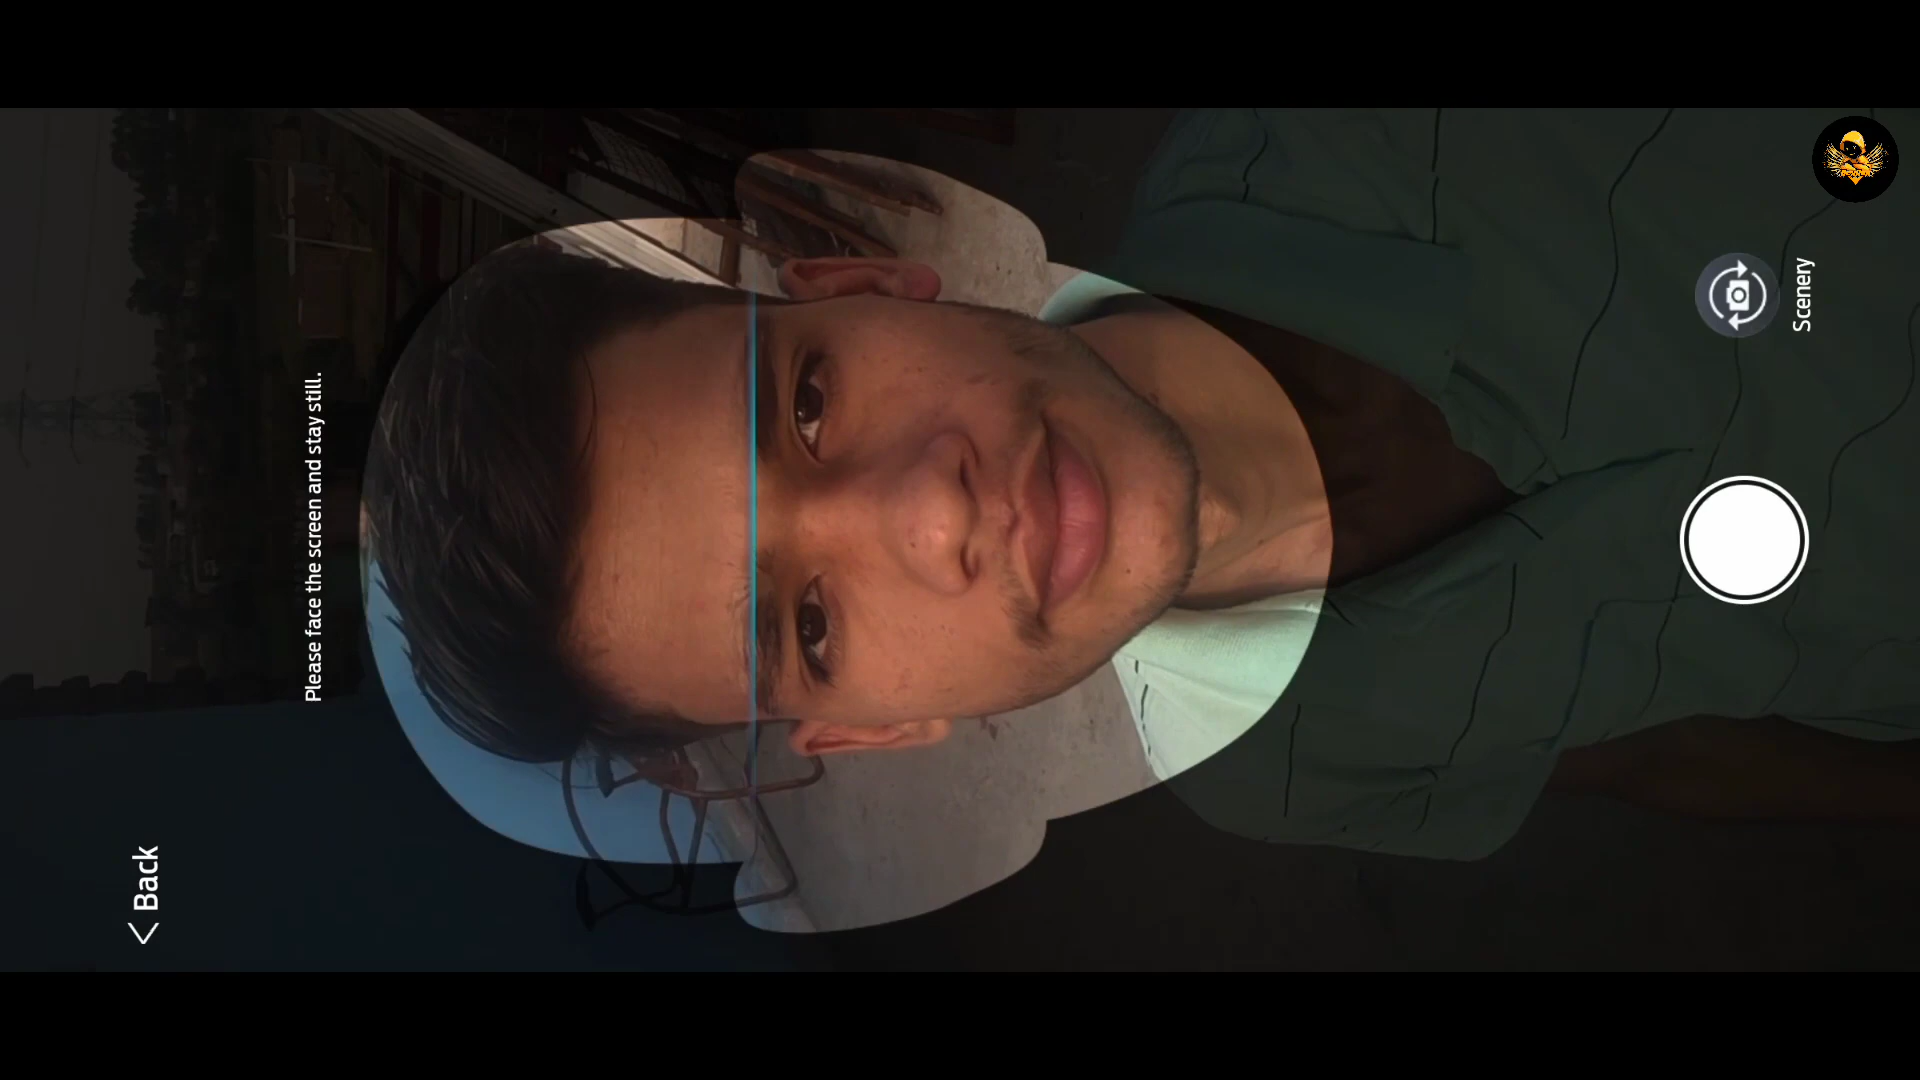 Back
Please face the screen and stay still.
Scenery